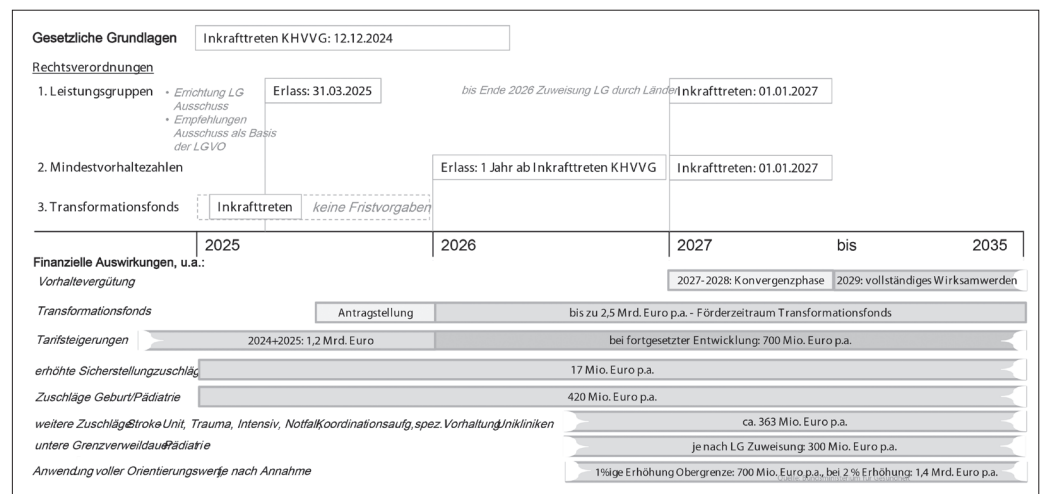 Gesetzliche Grundlagen
Inkrafttreten KHVVG: 12.12.2024
Rechtsverordnungen
1. Leistungsgruppen
• Errichtung LG
Ausschuss
• Empfehlungen
Ausschuss als Basis
der LGVO
Erlass: 31.03.2025
bis Ende 2026 Zuweisung LG durch Länder
Inkrafttreten: 01.01.2027
2. Mindestvorhaltezahlen
Erlass: 1 Jahr ab Inkrafttreten KHVVG
Inkrafttreten: 01.01.2027
3. Transformationsfonds
Inkrafttreten
keine Fristvorgaben
2025
2026
2027
bis
2035
Finanzielle Auswirkungen, u.a.:
Vorhaltevergütung
2027-2028: Konvergenzphase
2029: vollständiges Wirksamwerden
Transformationsfonds
Antragstellung
bis zu 2,5 Mrd. Euro p.a. - Förderzeitraum Transformationsfonds
Tarifsteigerungen
2024+2025: 1,2 Mrd. Euro
bei fortgesetzter Entwicklung: 700 Mio. Euro p.a.
erhöhte Sicherstellungzuschläg
17 Mio. Euro p.a.
Zuschläge Geburt/Pädiatrie
420 Mio. Euro p.a.
weitere Zuschläge Stroke Unit, Trauma, Intensiv, Notfall, Koordinationsaufg, spez. Vorhaltung Unikliniken
ca. 363 Mio. Euro p.a.
untere Grenzverweildauer Pädiatrie
je nach LG Zuweisung: 300 Mio. Euro p.a.
Anwendung voller Orientierungswert, je nach Annahme
1%ige Erhöhung Obergrenze: 700 Mio. Euro p.a., bei 2 % Erhöhung: 1,4 Mrd. Euro p.a.
Quelle: Bundesministerium für Gesundheit